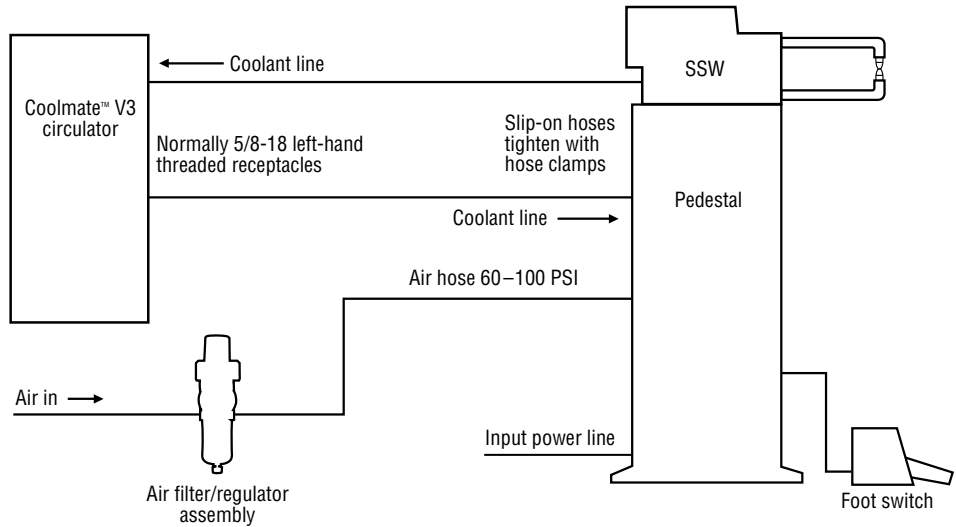 Coolant line
SSW
Coolmate™ V3
circulator
Normally 5/8-18 left-hand
threaded receptacles
Slip-on hoses
tighten with
hose clamps
Pedestal
Coolant line
Air hose 60–100 PSI
Air in
Input power line
Air filter/regulator
assembly
Foot switch